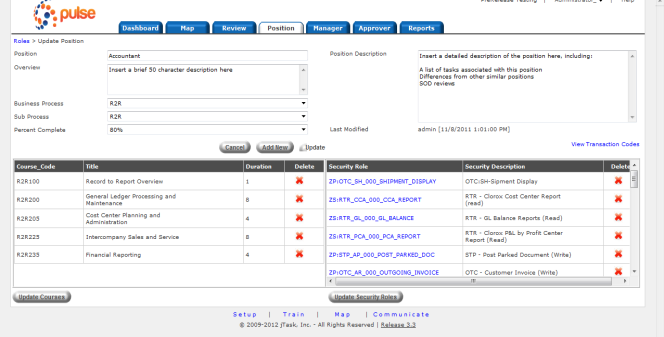 pulse
Prerelease Testing | Administrator | Help
Dashboard Map Review Position Manager Approver Reports
Roles > Update Position
Position Accountant
Overview Insert a brief 50 character description here
Business Process R2R
Sub Process R2R
Percent Complete 80%
Position Description Insert a detailed description of the position here, including:
A list of tasks associated with this position
Differences from other similar positions
SOD reviews
Last Modified admin [11/8/2011 1:01:00 PM]
Cancel Add New Update
View Transaction Codes
Course_Code Title Duration Delete
R2R100 Record to Report Overview 1
R2R200 General Ledger Processing and Maintenance 8
R2R205 Cost Center Planning and Administration 4
R2R225 Intercompany Sales and Service 8
R2R235 Financial Reporting 4
Security Role Security Description Delete
ZP:OTC_SH_000_SHIPMENT_DISPLAY OTC:SH-Sipment Display
ZS:RTR_CCA_000_CCA_REPORT RTR - Clorox Cost Center Report (read)
ZS:RTR_GL_000_GL_BALANCE RTR - GL Balance Reports (Read)
ZS:RTR_PCA_000_PCA_REPORT RTR - Clorox P&L by Profit Center Report (Read)
ZP:STP_AP_000_POST_PARKED_DOC STP - Post Parked Document (Write)
ZP:OTC_AR_000_OUTGOING_INVOICE OTC - Customer Invoice (Write)
Update Courses Update Security Roles
Setup | Train | Map | Communicate
© 2009-2012 jTask, Inc. - All Rights Reserved | Release 3.3